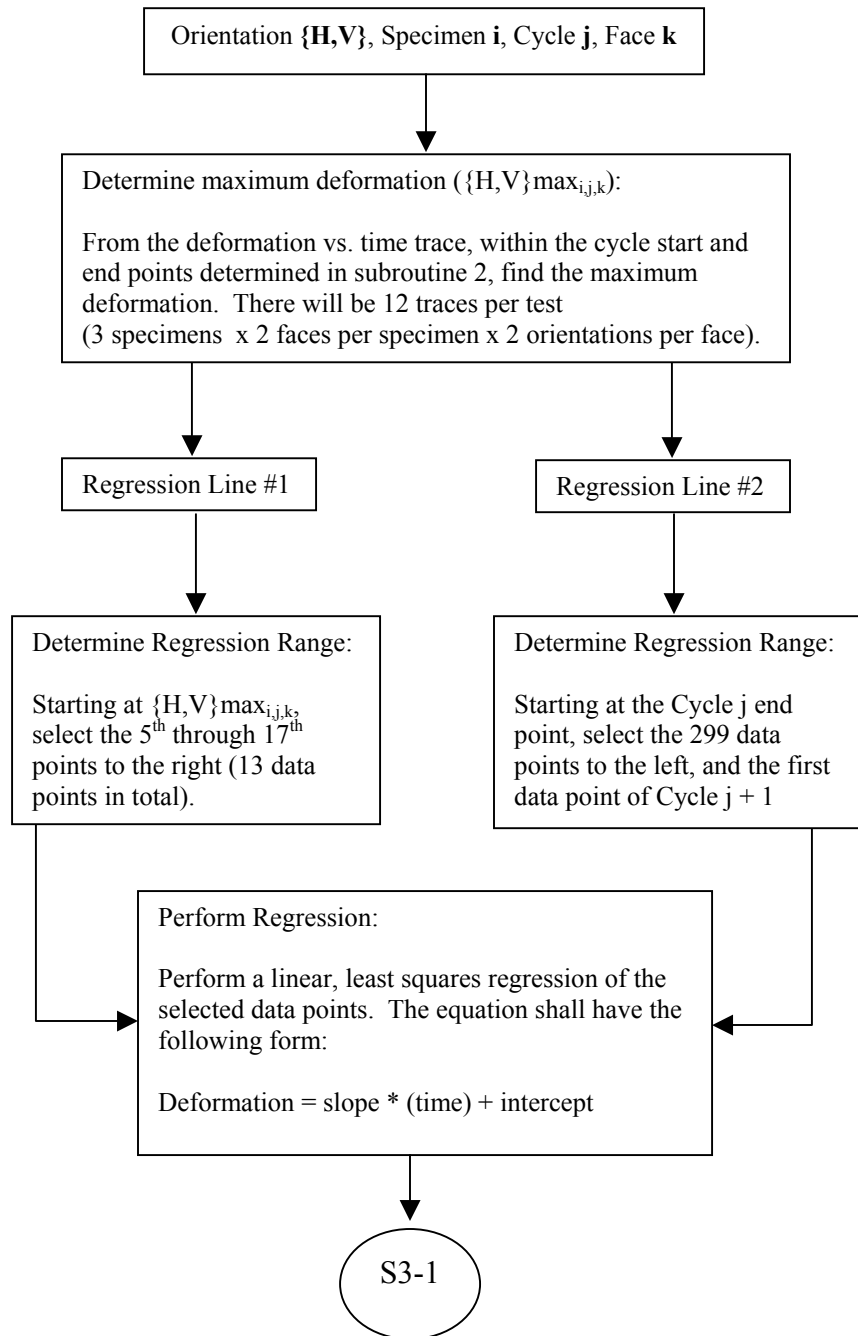 Orientation {H,V}, Specimen i, Cycle j, Face k
Determine maximum deformation ({H,V}max_{i,j,k}):
From the deformation vs. time trace, within the cycle start and
end points determined in subroutine 2, find the maximum
deformation. There will be 12 traces per test
(3 specimens x 2 faces per specimen x 2 orientations per face).
Regression Line #1
Regression Line #2
Determine Regression Range:
Starting at {H,V}max_{i,j,k},
select the 5th through 17th
points to the right (13 data
points in total).
Determine Regression Range:
Starting at the Cycle j end
point, select the 299 data
points to the left, and the first
data point of Cycle j + 1
Perform Regression:
Perform a linear, least squares regression of the
selected data points. The equation shall have the
following form:
Deformation = slope * (time) + intercept
S3-1